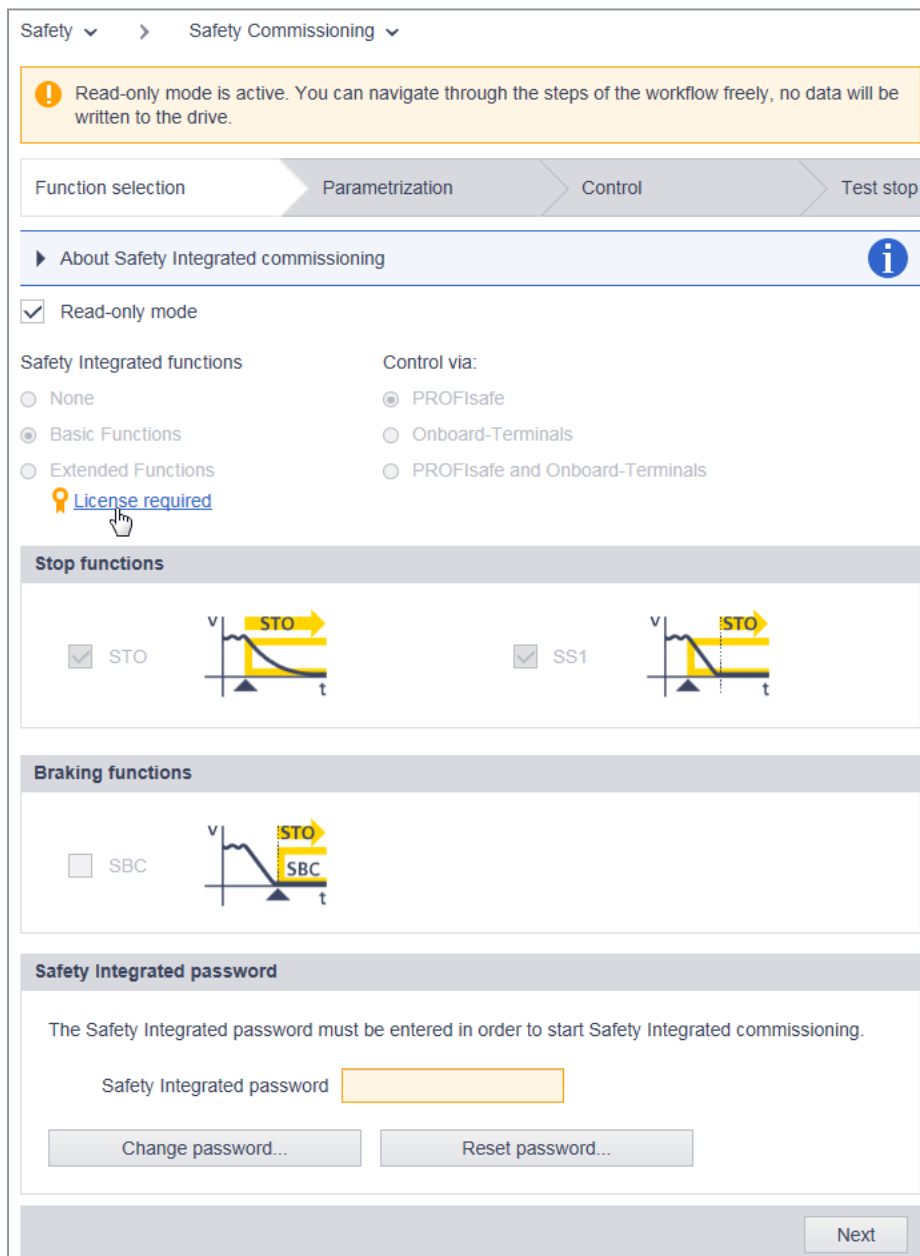 Safety > Safety Commissioning
Read-only mode is active. You can navigate through the steps of the workflow freely, no data will be
written to the drive.
Function selection Parametrization Control Test stop
About Safety Integrated commissioning
Read-only mode
Safety Integrated functions Control via:
None PROFIsafe
Basic Functions Onboard-Terminals
Extended Functions PROFIsafe and Onboard-Terminals
License required
Stop functions
STO V STO t SS1 V STO t
Braking functions
SBC V STO SBC t
Safety Integrated password
The Safety Integrated password must be entered in order to start Safety Integrated commissioning.
Safety Integrated password
Change password... Reset password...
Next